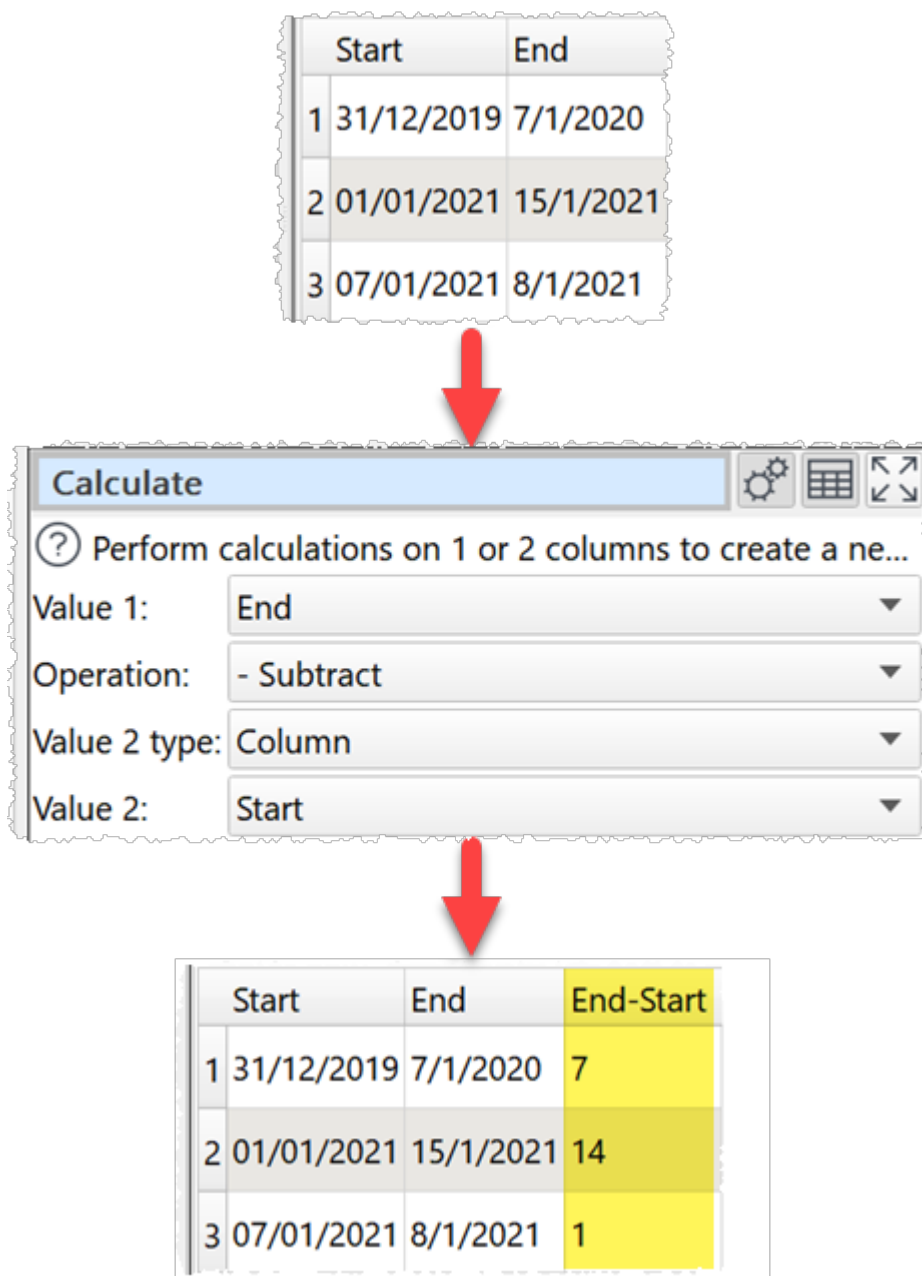 Start End
1 31/12/2019 7/1/2020
2 01/01/2021 15/1/2021
3 07/01/2021 8/1/2021
Calculate
? Perform calculations on 1 or 2 columns to create a ne...
Value 1: End
Operation: - Subtract
Value 2 type: Column
Value 2: Start
Start End End-Start
1 31/12/2019 7/1/2020 7
2 01/01/2021 15/1/2021 14
3 07/01/2021 8/1/2021 1